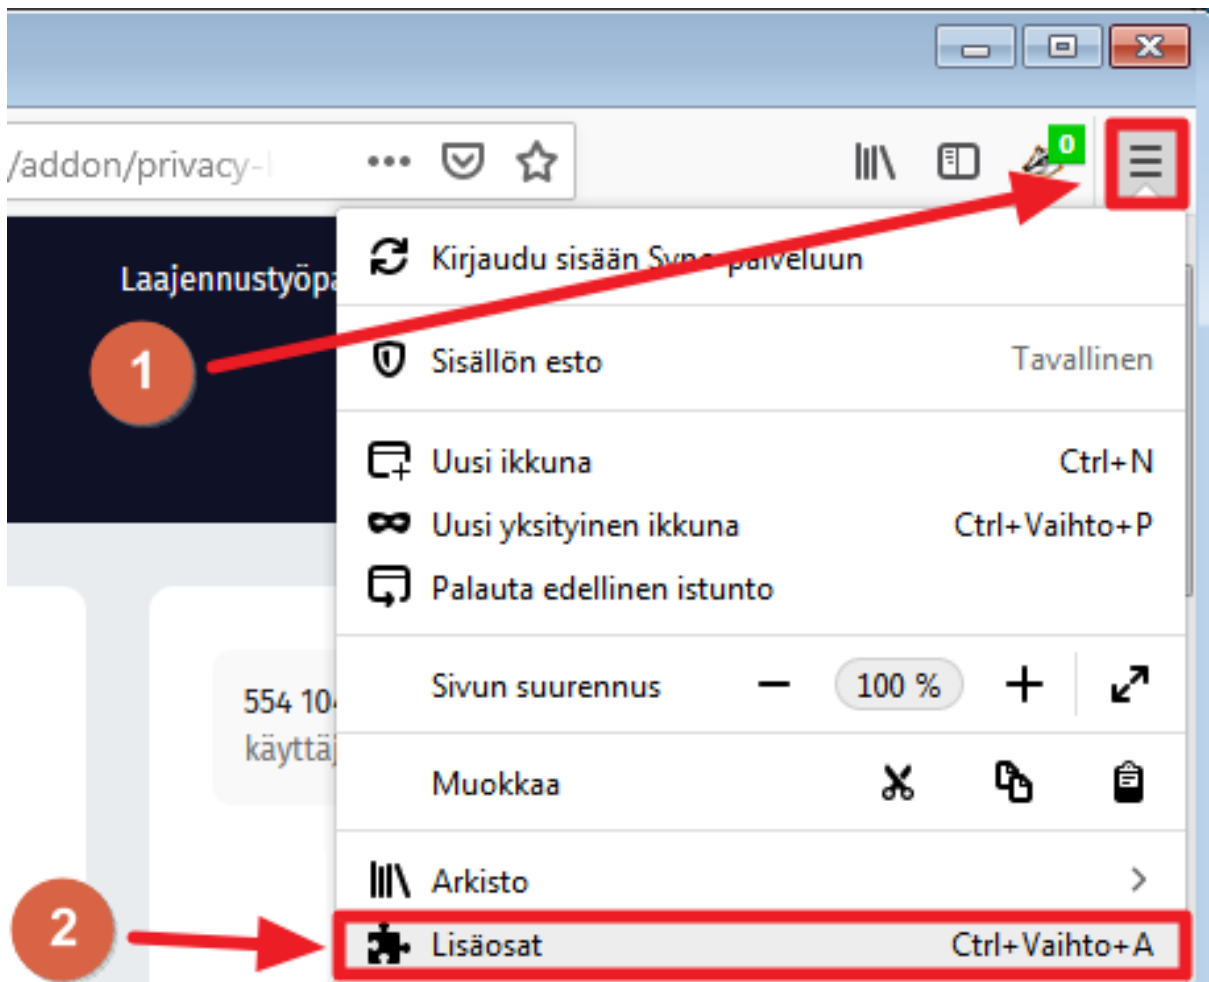 /addon/privacy-
0
Laajennustyöpa
Kirjaudu sisään Sync-palveluun
1
Sisällön esto Tavallinen
Uusi ikkuna Ctrl+N
Uusi yksityinen ikkuna Ctrl+Vaihto+P
Palauta edellinen istunto
Sivun suurennus 100 %
554 104
käyttäj
Muokkaa
Arkisto
2
Lisäosat Ctrl+Vaihto+A